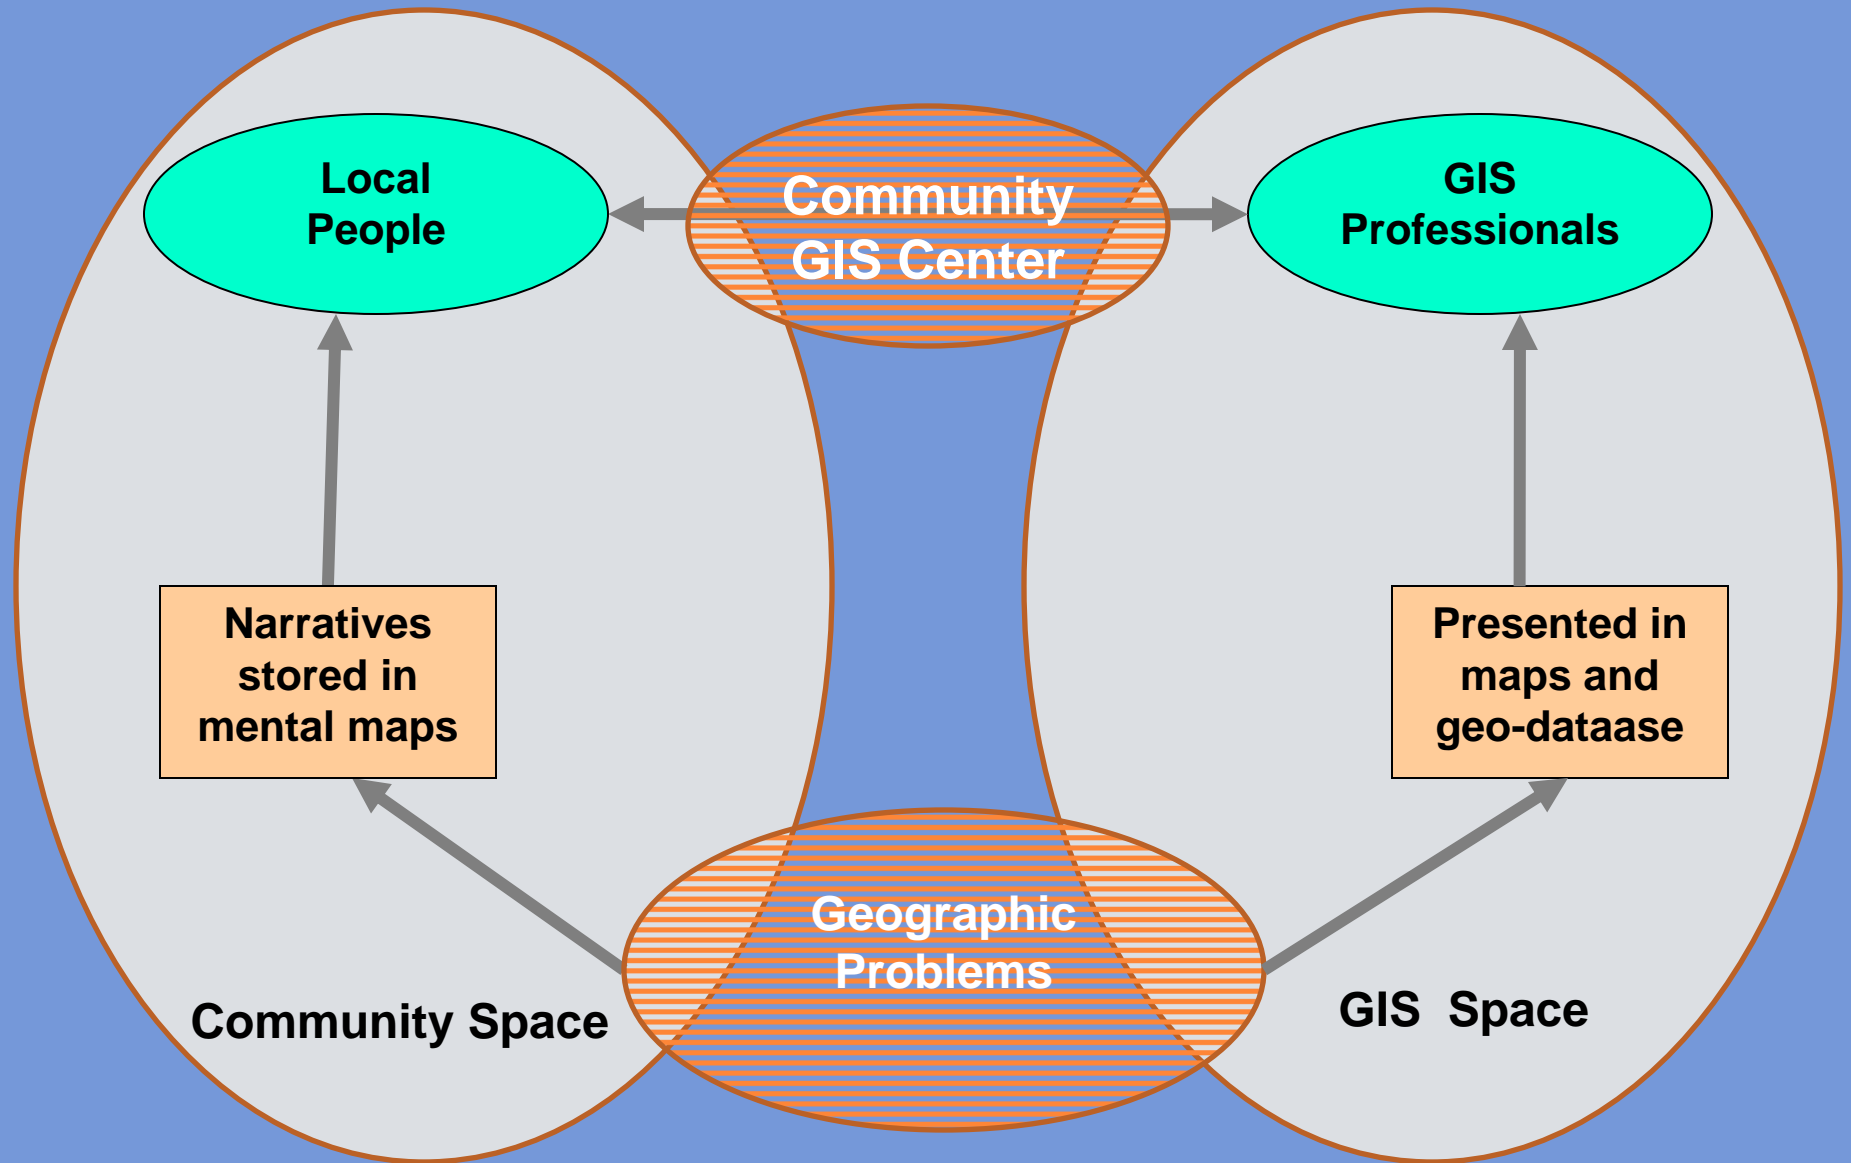 Local
People
Community
GIS Center
GIS
Professionals
Narratives
stored in
mental maps
Presented in
maps and
geo-dataase
Geographic
Problems
Community Space
GIS  Space